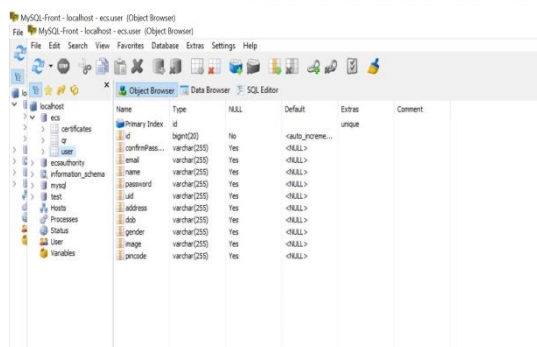 MySQL-Front - localhost - ecs.user (Object Browser)
File MySQL-Front - localhost - ecs.user (Object Browser)
File Edit Search View Favorites Database Extras Settings Help
Object Browser Data Browser SQL Editor
localhost
ecs
certificates
qr
user
ecsauthority
information_schema
mysql
test
Hosts
Processes
Status
User
Variables
Name Type NULL Default Extras Comment
Primary Index id unique
id bigint(20) No <auto_increme...
confirmPass... varchar(255) Yes <NULL>
email varchar(255) Yes <NULL>
name varchar(255) Yes <NULL>
password varchar(255) Yes <NULL>
uid varchar(255) Yes <NULL>
address varchar(255) Yes <NULL>
dob varchar(255) Yes <NULL>
gender varchar(255) Yes <NULL>
image varchar(255) Yes <NULL>
pincode varchar(255) Yes <NULL>